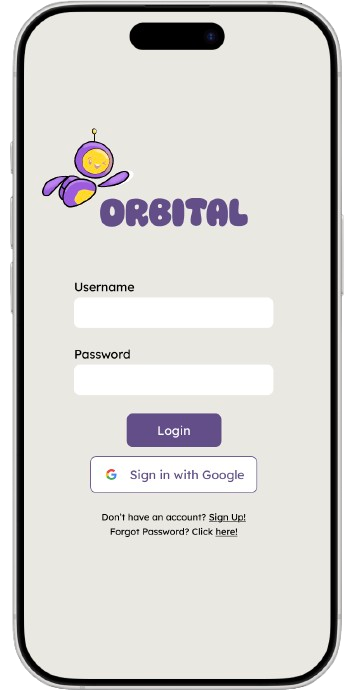 ORBITAL
Username
Password
Login
Sign in with Google
Don't have an account? Sign Up!
Forgot Password? Click here!